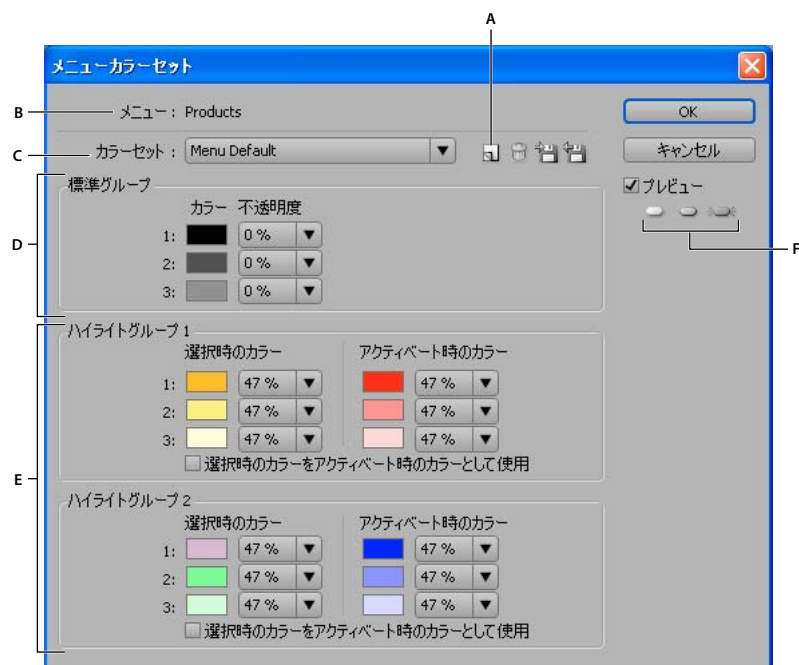 A
メニューカラーセット
B
メニュー : Products
OK
C
カラーセット : Menu Default
キャンセル
標準グループ
プレビュー
カラー 不透明度
D
1: 0 %
2: 0 %
3: 0 %
F
ハイライトグループ 1
選択時のカラー アクティベート時のカラー
1: 47 % 47 %
2: 47 % 47 %
3: 47 % 47 %
選択時のカラーをアクティベート時のカラーとして使用
E
ハイライトグループ 2
選択時のカラー アクティベート時のカラー
1: 47 % 47 %
2: 47 % 47 %
3: 47 % 47 %
選択時のカラーをアクティベート時のカラーとして使用